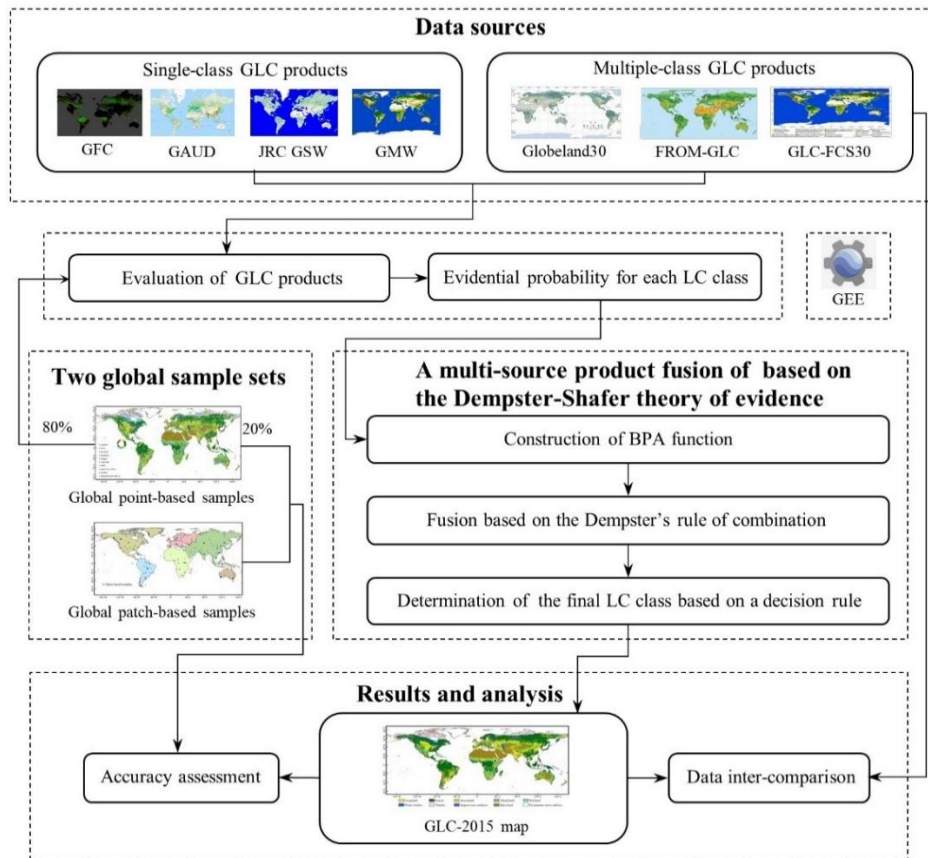 Data sources
Single-class GLC products
Multiple-class GLC products
GFC
GAUD
JRC GSW
GMW
Globeland30
FROM-GLC
GLC-FCS30
Evaluation of GLC products
Evidential probability for each LC class
GEE
Two global sample sets
80%
20%
Global point-based samples
Global patch-based samples
A multi-source product fusion of based on
the Dempster-Shafer theory of evidence
Construction of BPA function
Fusion based on the Dempster's rule of combination
Determination of the final LC class based on a decision rule
Results and analysis
Accuracy assessment
GLC-2015 map
Data inter-comparison